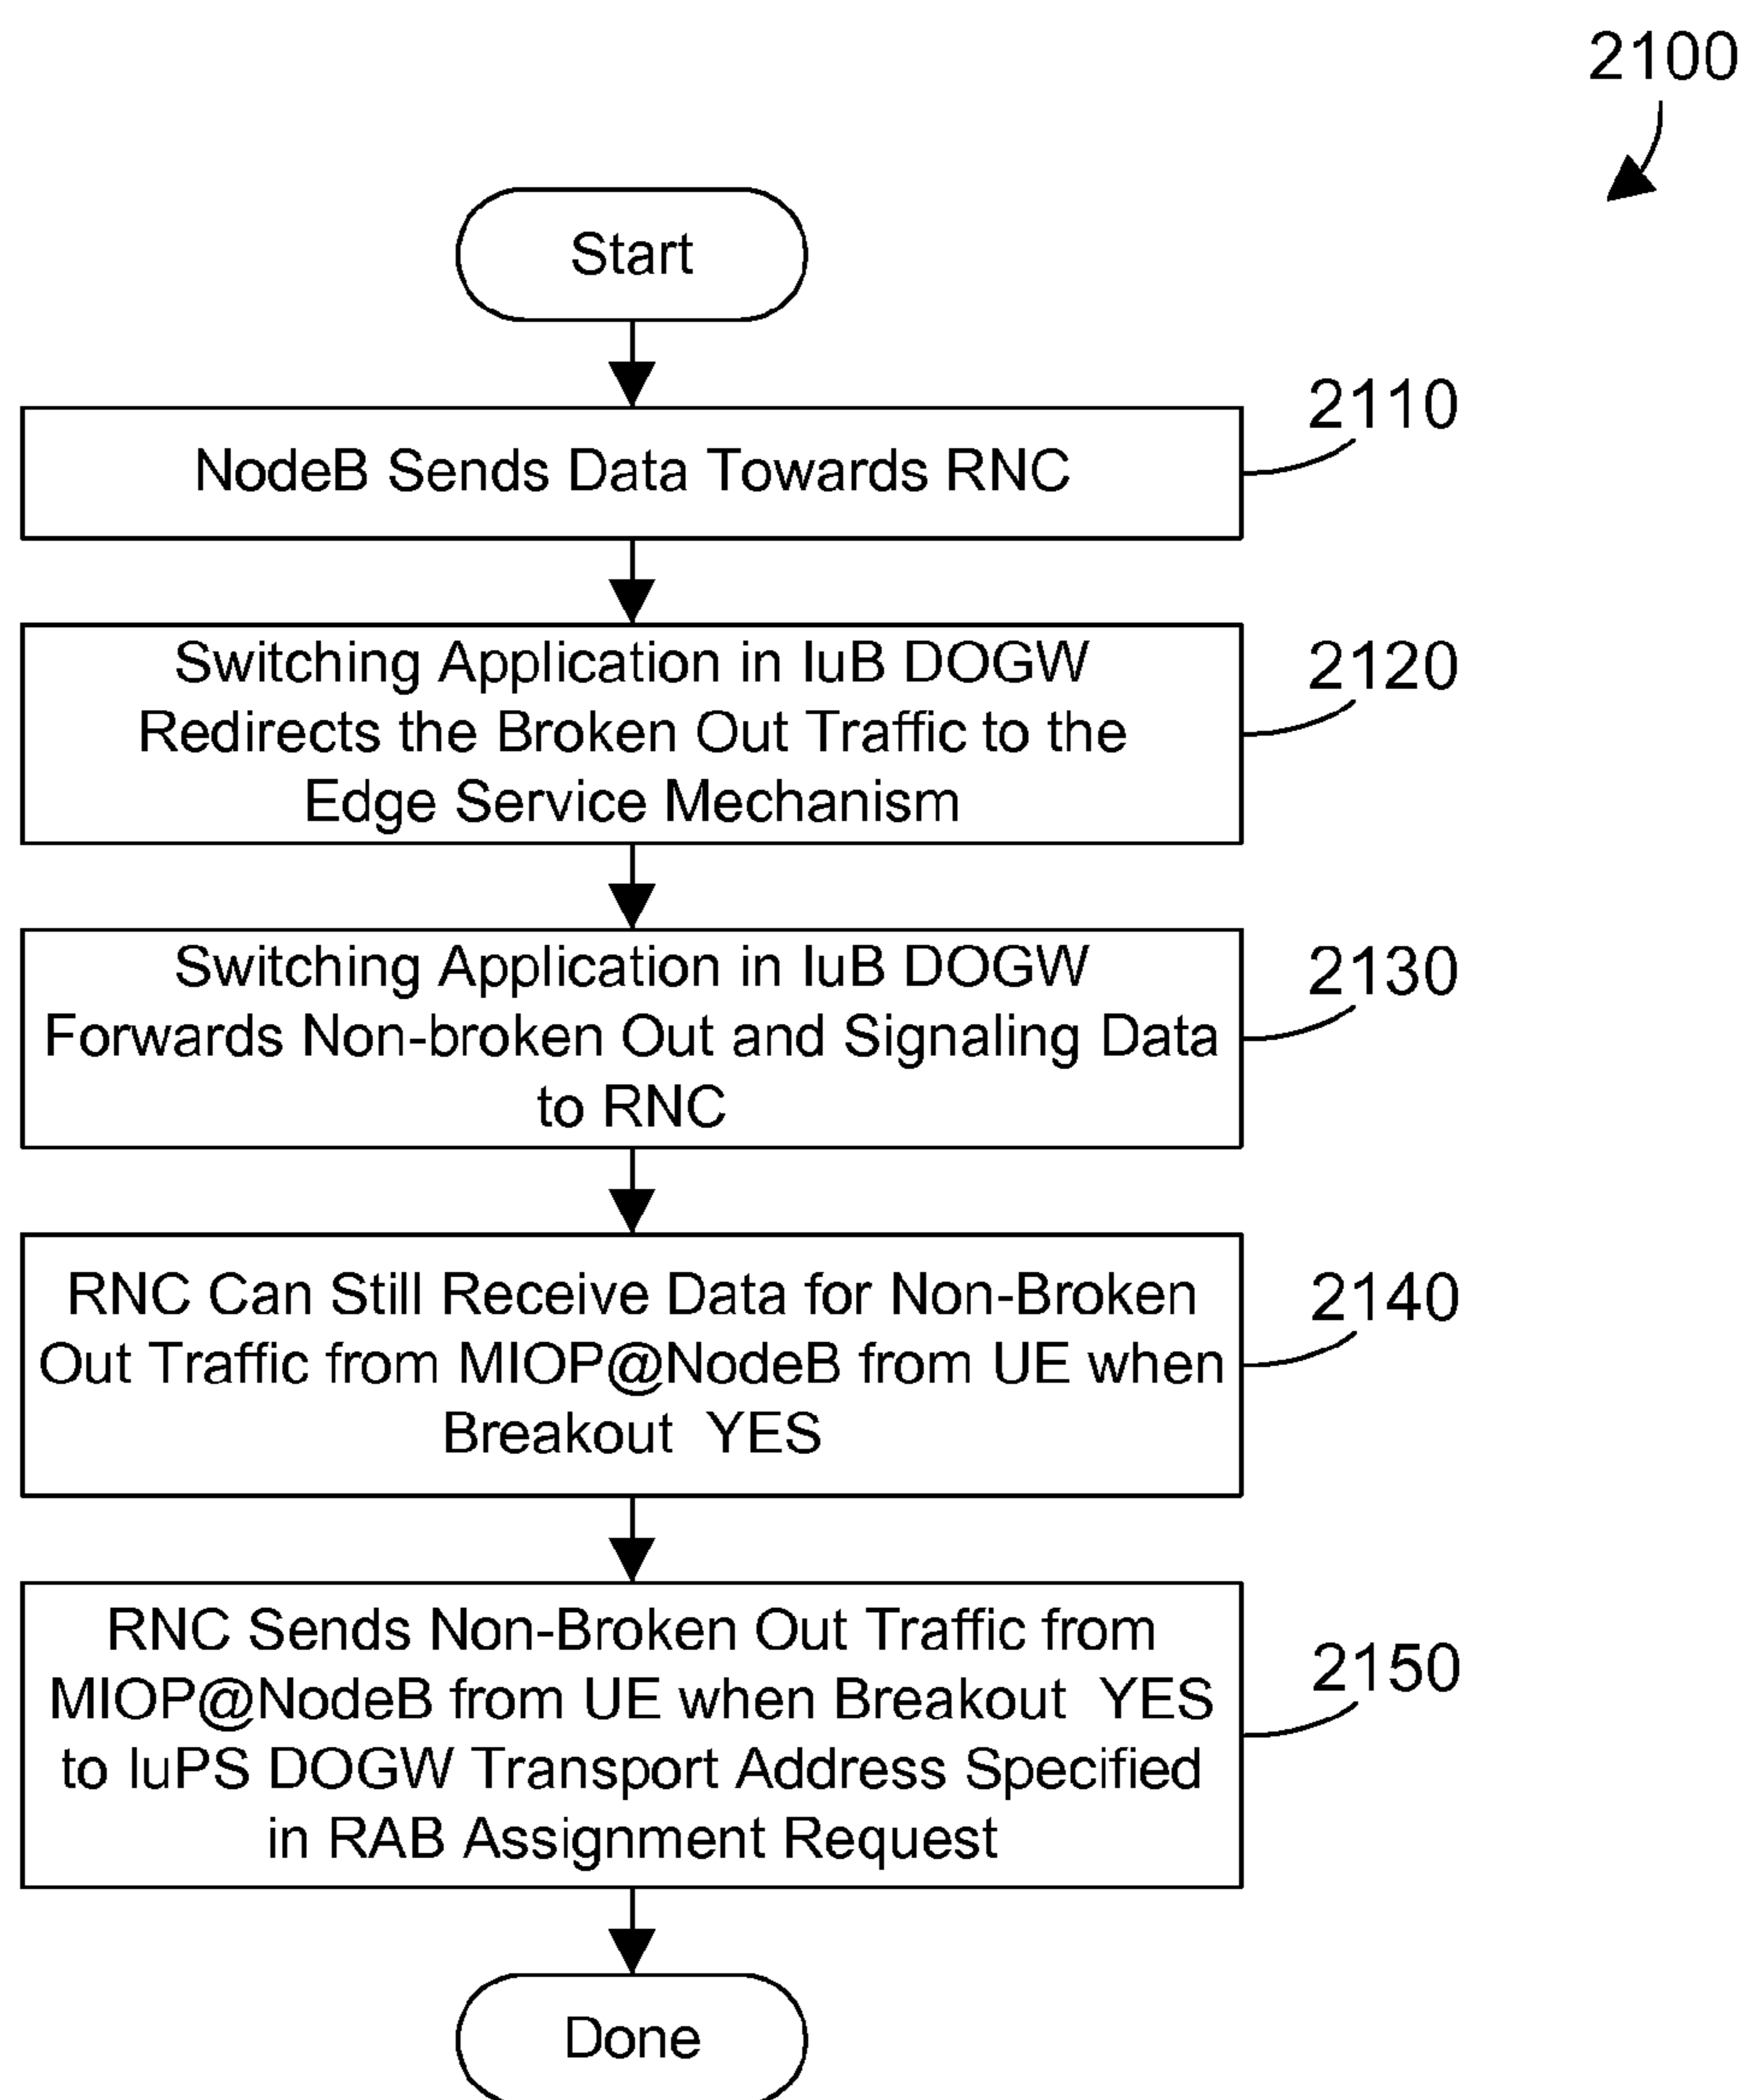 2100
Start
NodeB Sends Data Towards RNC
2110
Switching Application in IuB DOGW
Redirects the Broken Out Traffic to the
Edge Service Mechanism
2120
Switching Application in IuB DOGW
Forwards Non-broken Out and Signaling Data
to RNC
2130
RNC Can Still Receive Data for Non-Broken
Out Traffic from MIOP@NodeB from UE when
Breakout  YES
2140
RNC Sends Non-Broken Out Traffic from
MIOP@NodeB from UE when Breakout  YES
to IuPS DOGW Transport Address Specified
in RAB Assignment Request
2150
Done